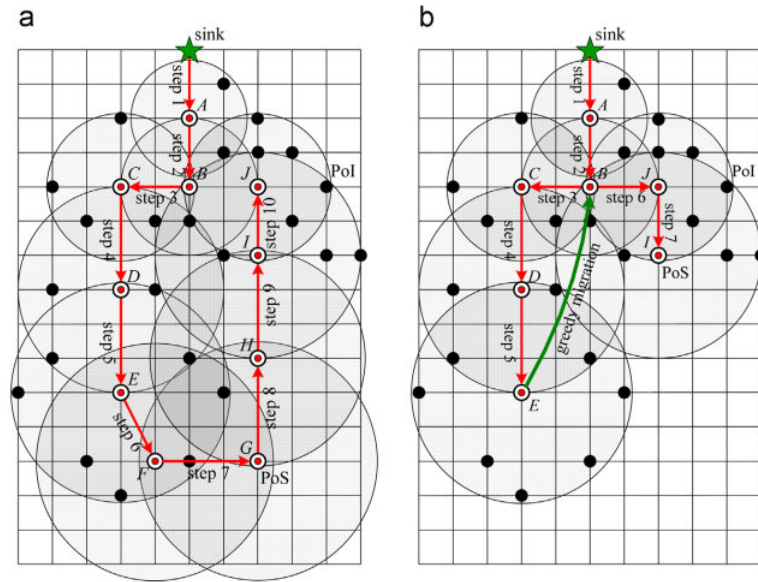 a
sink
step 1
A
step 2
C
B
J
PoI
step 3
step 10
step 4
I
D
step 9
step 5
H
E
step 8
step 6
F
step 7
G
PoS
b
sink
step 1
A
step 2
C
B
J
PoI
step 3
step 6
step 4
step 7
I
PoS
D
greedy migration
step 5
E